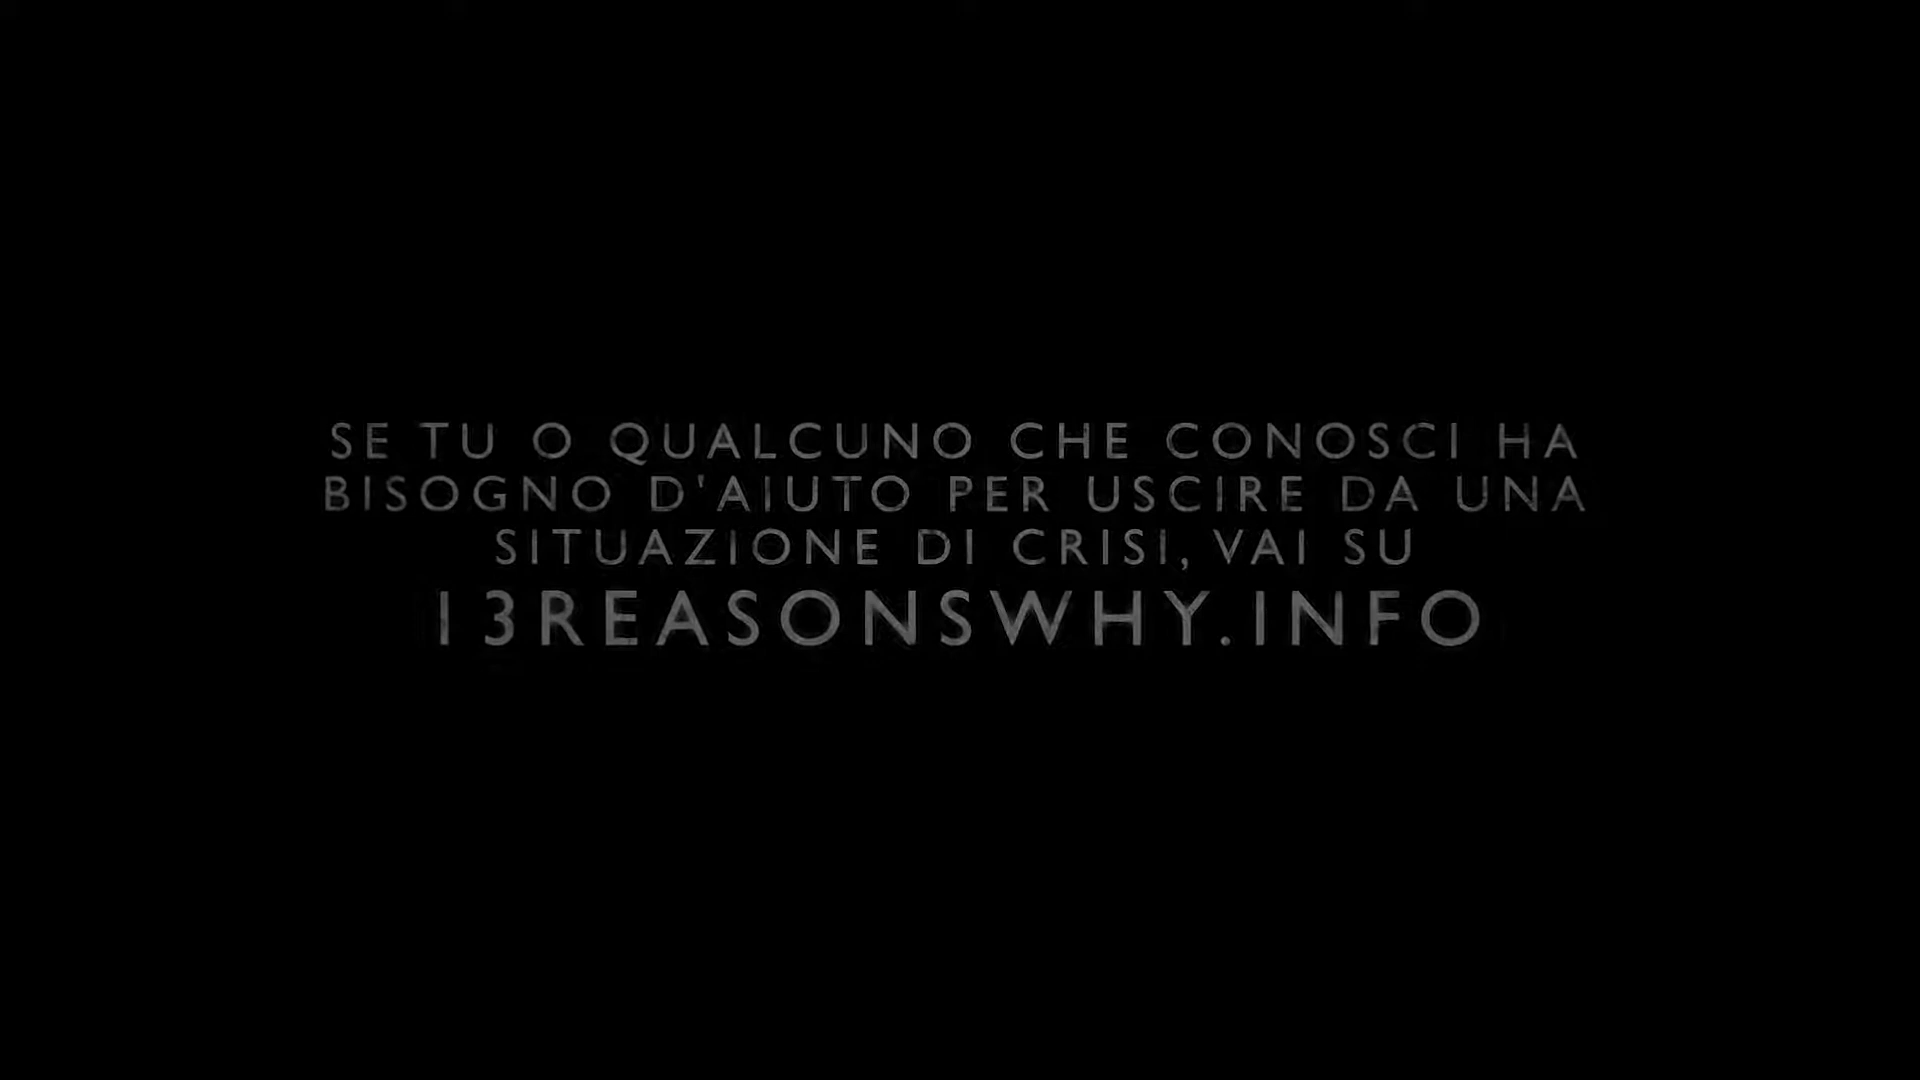 SE TU O QUALCUNO CHE CONOSCI HA
BISOGNO D'AIUTO PER USCIRE DA UNA
SITUAZIONE DI CRISI, VAI SU
13REASONSWHY.INFO